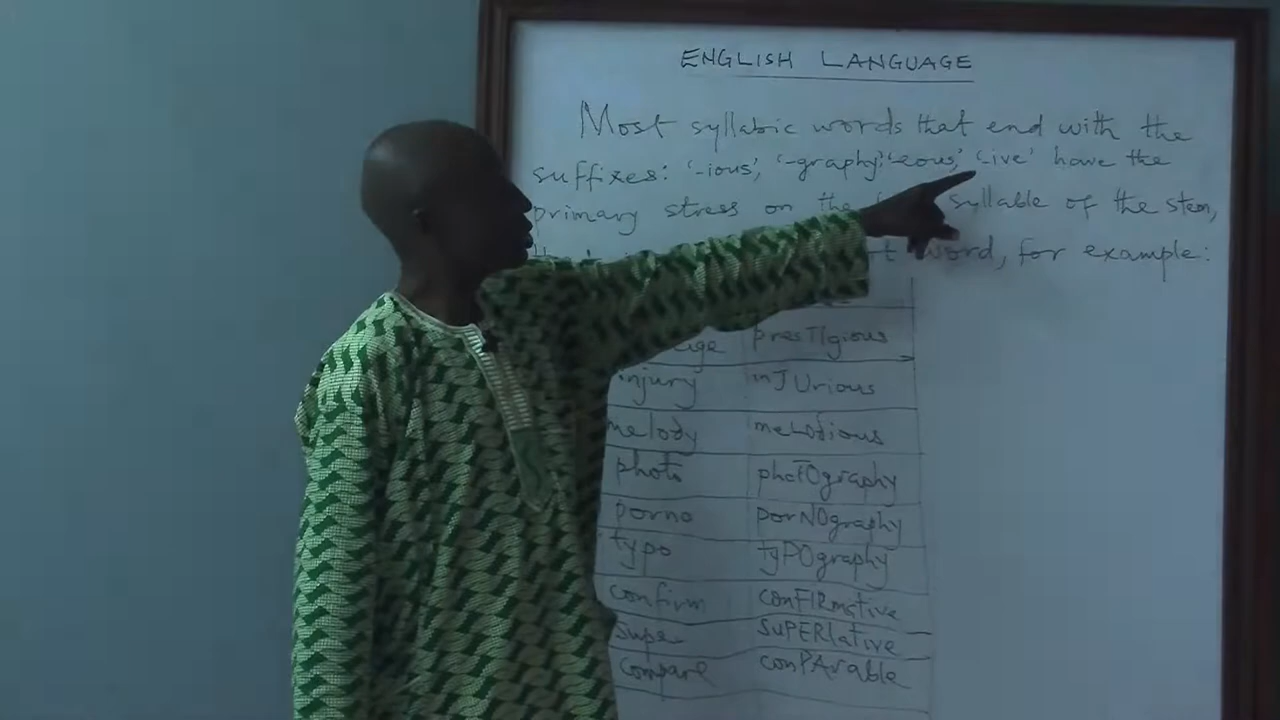 ENGLISH LANGUAGE
Most syllabic words that end with the
suffixes: '-ious', '-graphy', '-eous', '-ive' have the
primary stress on the syllable of the stem,
word, for example:
presTIgious
injury inJUrious
melody meLOdious
photo phoTOgraphy
porno porNOgraphy
typo tyPOgraphy
confirm conFIRmative
Supe suPERlative
compare conPArable